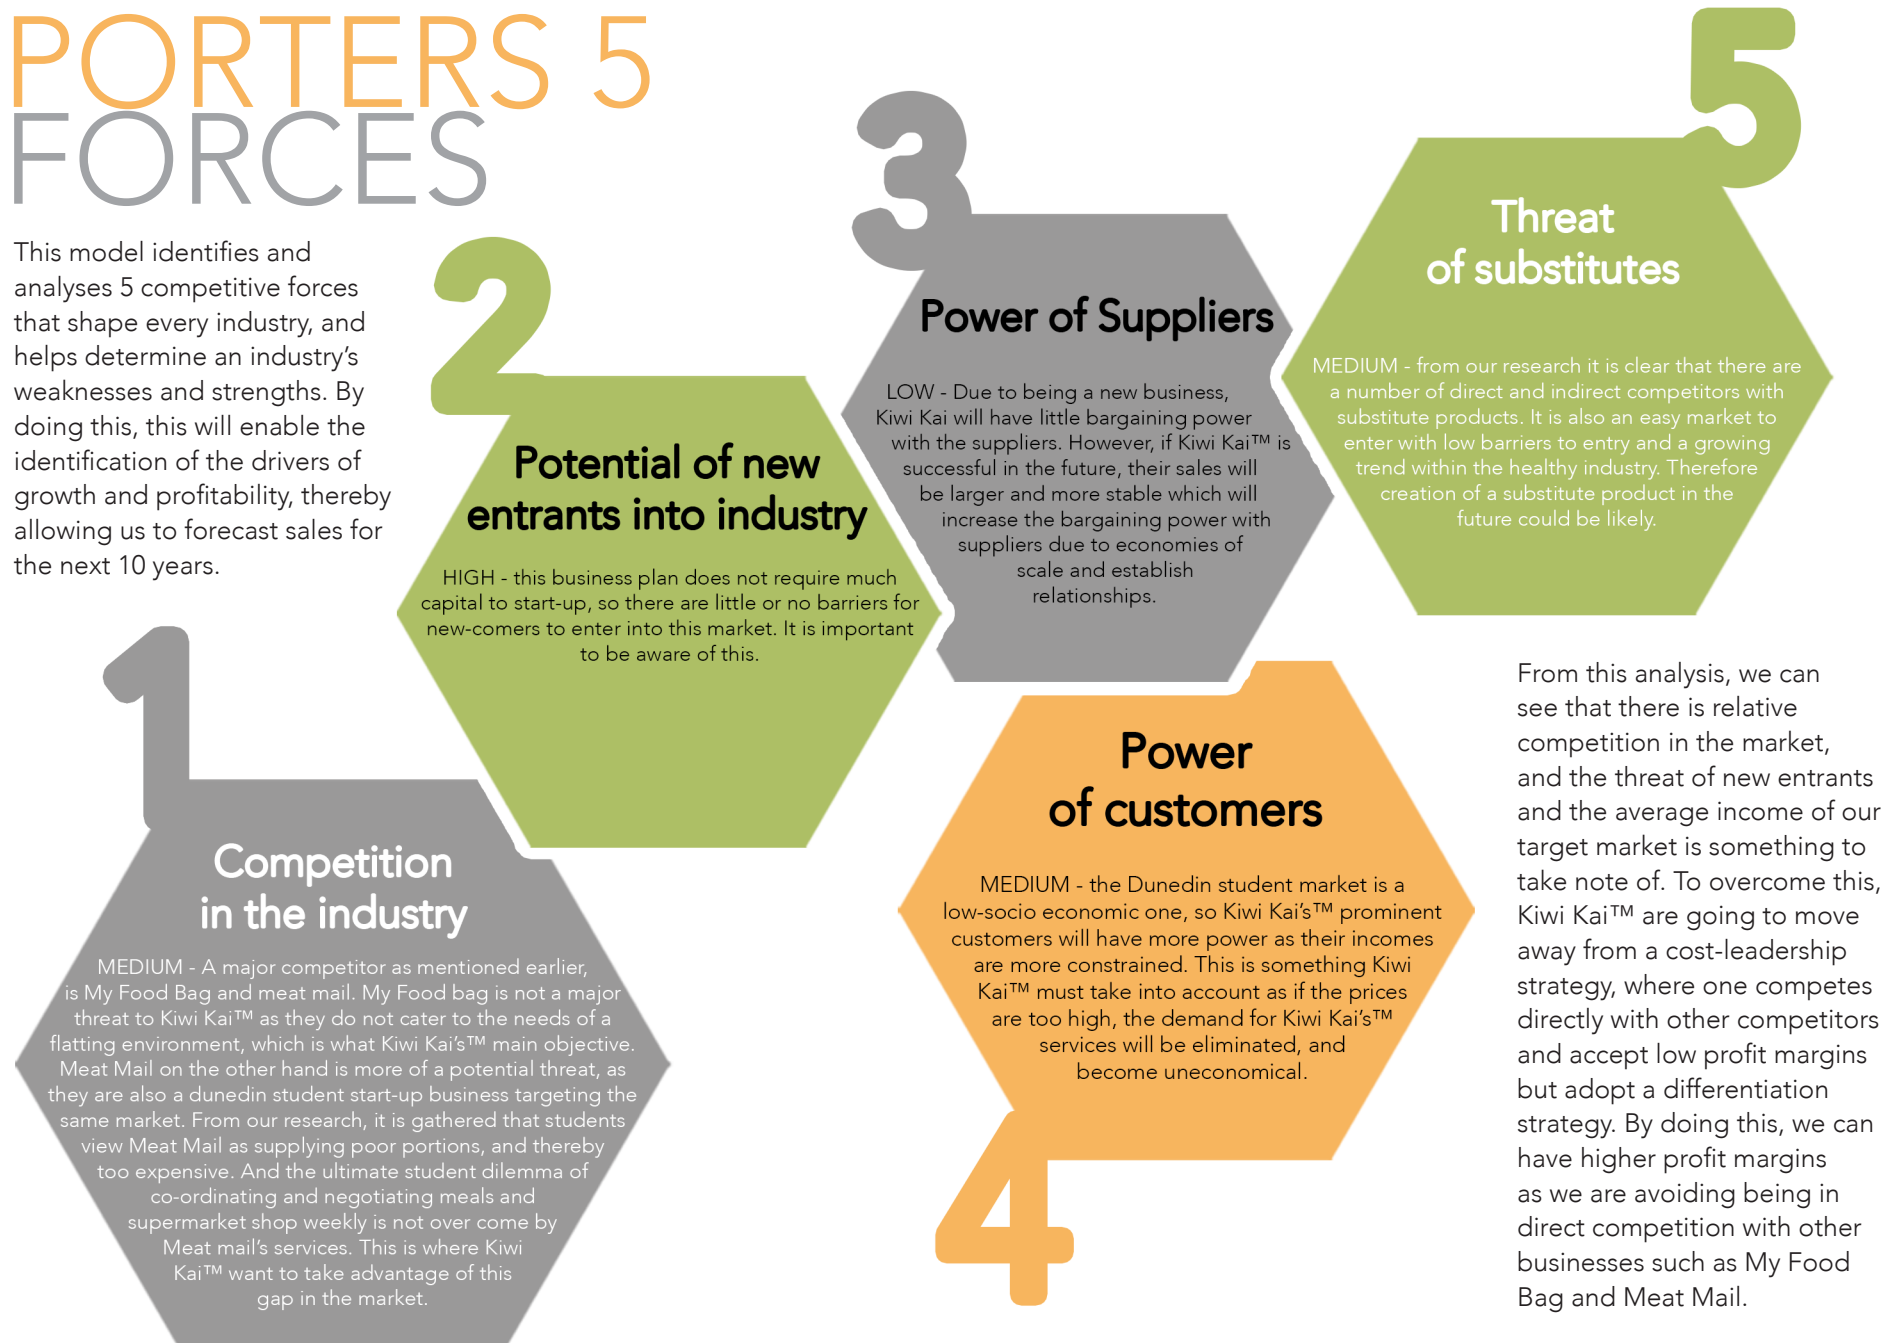 PORTERS 5
FORCES
This model identifies and
analyses 5 competitive forces
that shape every industry, and
helps determine an industry's
weaknesses and strengths. By
doing this, this will enable the
identification of the drivers of
growth and profitability, thereby
allowing us to forecast sales for
the next 10 years.
1
Competition
in the industry
MEDIUM - A major competitor as mentioned earlier,
is My Food Bag and meat mail. My Food bag is not a major
threat to Kiwi Kai™ as they do not cater to the needs of a
flatting environment, which is what Kiwi Kai's™ main objective.
Meat Mail on the other hand is more of a potential threat, as
they are also a dunedin student start-up business targeting the
same market. From our research, it is gathered that students
view Meat Mail as supplying poor portions, and thereby
too expensive. And the ultimate student dilemma of
co-ordinating and negotiating meals and
supermarket shop weekly is not over come by
Meat mail's services. This is where Kiwi
Kai™ want to take advantage of this
gap in the market.
2
Potential of new
entrants into industry
HIGH - this business plan does not require much
capital to start-up, so there are little or no barriers for
new-comers to enter into this market. It is important
to be aware of this.
3
Power of Suppliers
LOW - Due to being a new business,
Kiwi Kai will have little bargaining power
with the suppliers. However, if Kiwi Kai™ is
successful in the future, their sales will
be larger and more stable which will
increase the bargaining power with
suppliers due to economies of
scale and establish
relationships.
4
Power
of customers
MEDIUM - the Dunedin student market is a
low-socio economic one, so Kiwi Kai's™ prominent
customers will have more power as their incomes
are more constrained. This is something Kiwi
Kai™ must take into account as if the prices
are too high, the demand for Kiwi Kai's™
services will be eliminated, and
become uneconomical.
5
Threat
of substitutes
MEDIUM - from our research it is clear that there are
a number of direct and indirect competitors with
substitute products. It is also an easy market to
enter with low barriers to entry and a growing
trend within the healthy industry. Therefore
creation of a substitute product in the
future could be likely.
From this analysis, we can
see that there is relative
competition in the market,
and the threat of new entrants
and the average income of our
target market is something to
take note of. To overcome this,
Kiwi Kai™ are going to move
away from a cost-leadership
strategy, where one competes
directly with other competitors
and accept low profit margins
but adopt a differentiation
strategy. By doing this, we can
have higher profit margins
as we are avoiding being in
direct competition with other
businesses such as My Food
Bag and Meat Mail.